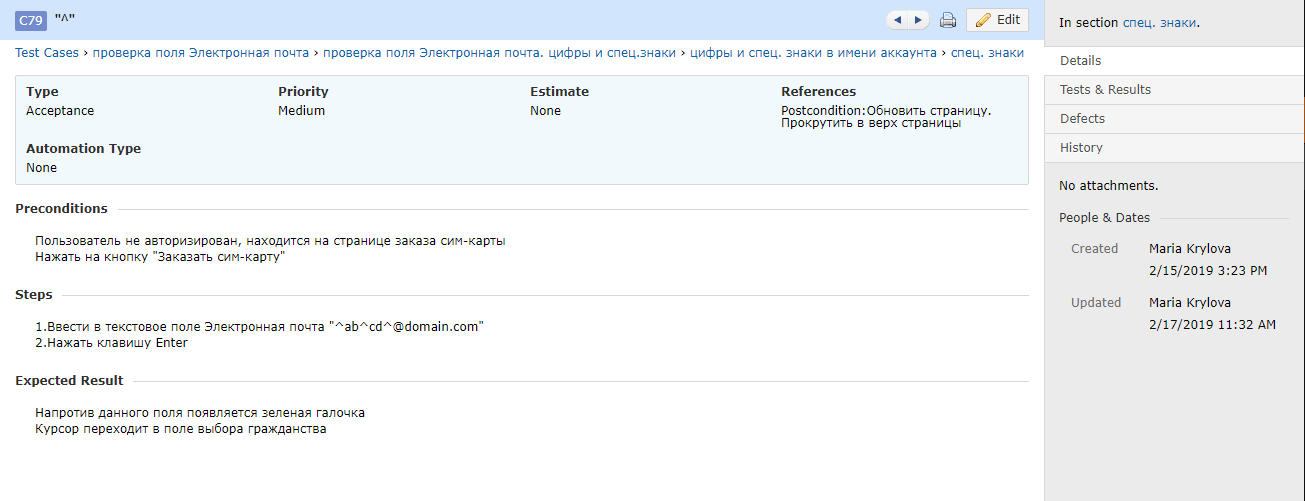 C79 "^" Edit
Test Cases › проверка поля Электронная почта › проверка поля Электронная почта. цифры и спец.знаки › цифры и спец. знаки в имени аккаунта › спец. знаки
Type Priority Estimate References
Acceptance Medium None Postcondition:Обновить страницу.
Прокрутить в верх страницы
Automation Type
None
Preconditions
Пользователь не авторизирован, находится на странице заказа сим-карты
Нажать на кнопку "Заказать сим-карту"
Steps
1.Ввести в текстовое поле Электронная почта "^ab^cd^@domain.com"
2.Нажать клавишу Enter
Expected Result
Напротив данного поля появляется зеленая галочка
Курсор переходит в поле выбора гражданства
In section спец. знаки.
Details
Tests & Results
Defects
History
No attachments.
People & Dates
Created Maria Krylova
2/15/2019 3:23 PM
Updated Maria Krylova
2/17/2019 11:32 AM